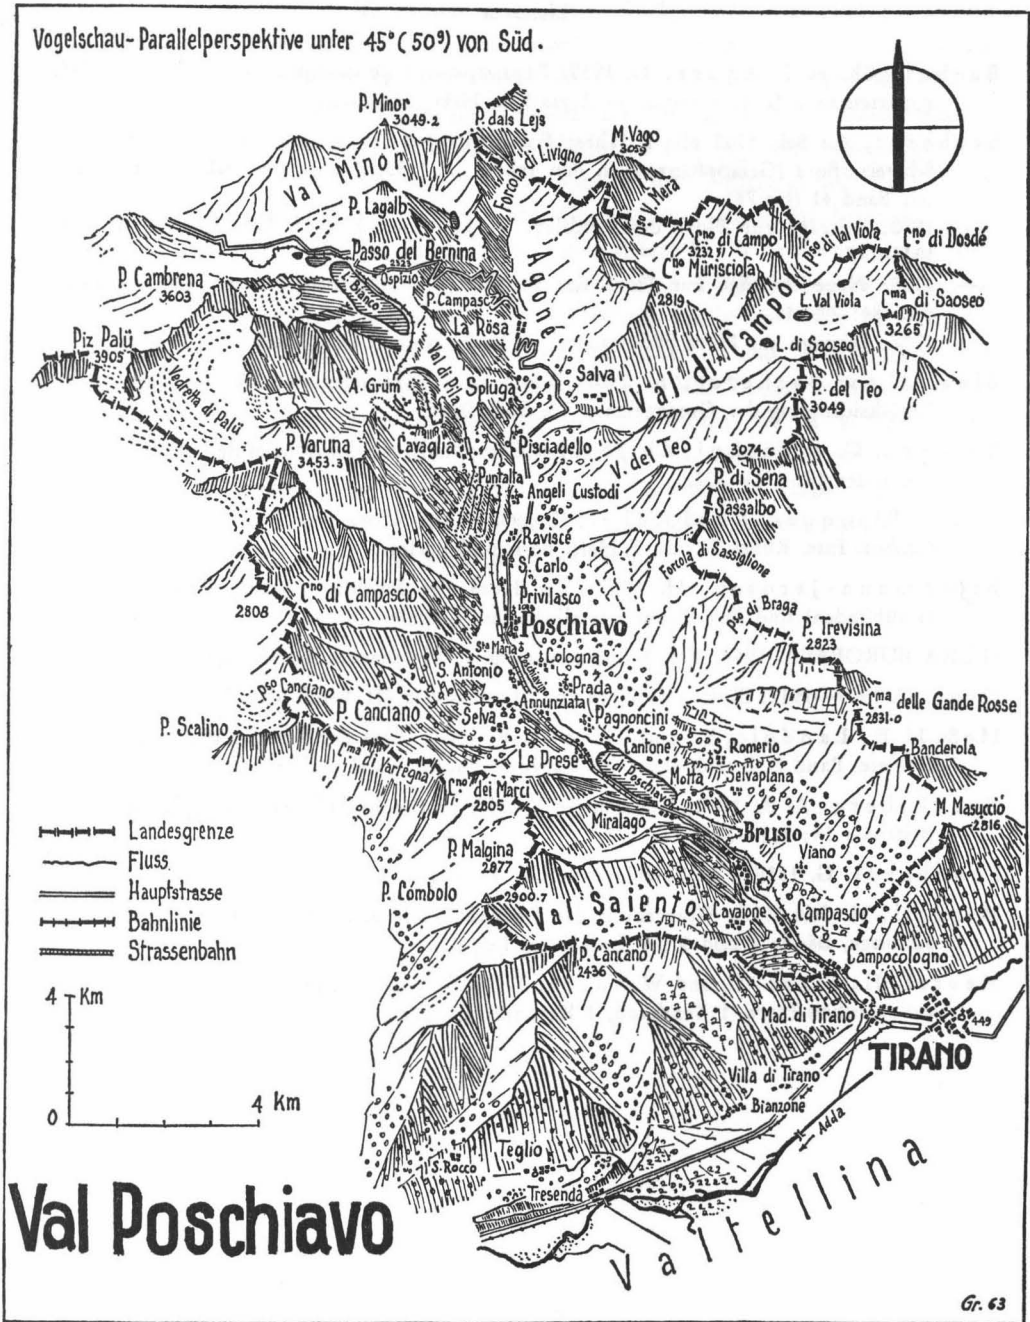 Vogelschau-Parallelperspektive unter 45° (50ᵍ) von Süd.
P. Minor
3049.2
P. dals Lejs
M. Vago
3059
Val Minor
Forcola di Livigno
P. Lagalb
V. Agone
Pso V. Mera
Cno di Campo
3232
Pso di Val Viola
Cno di Dosdé
Passo del Bernina
2323
Ospizio
L. Bianco
Cno Mürisciola
P. Cambrena
3603
P. Campasc
2819
L. Val Viola
Cma di Saoseo
3265
La Rösa
Val di Campo
L. di Saoseo
Piz Palü
3905
Val di Pila
A. Grüm
Splüga
Salva
P. del Teo
3049
Vedretta di Palü
Cavaglia
Pisciadello
P. Varuna
3453.3
V. del Teo
3074.6
Puntalta
P. di Sena
Angeli Custodi
Sassalbo
Raviscé
Forcola di Sassiglione
S. Carlo
Cno di Campascio
Privilasco
2808
1019
Poschiavo
Pso di Braga
P. Trevisina
2823
Sta Maria
Cologna
S. Antonio
Poschiavino
Prada
Pso Canciano
Annunziata
Cma delle Gande Rosse
2831.0
P. Canciano
Selva
Pagnoncini
P. Scalino
Cantone
S. Romerio
Banderola
Cma di Vartegna
Le Prese
L. di Poschiavo
Motta
Selvaplana
Cno dei Marci
2805
M. Masuccio
2816
Miralago
Brusio
Landesgrenze
Fluss
Hauptstrasse
Bahnlinie
Strassenbahn
P. Malgina
2877
Viano
P. Cómbolo
2900.7
Val Saiento
Cavaione
Campascio
P. Cancano
2436
Campocologno
4 Km
Mad. di Tirano
449
TIRANO
Villa di Tirano
0
4 Km
Bianzone
Adda
Teglio
S. Rocco
Tresenda
Valtellina
Val Poschiavo
Gr. 63